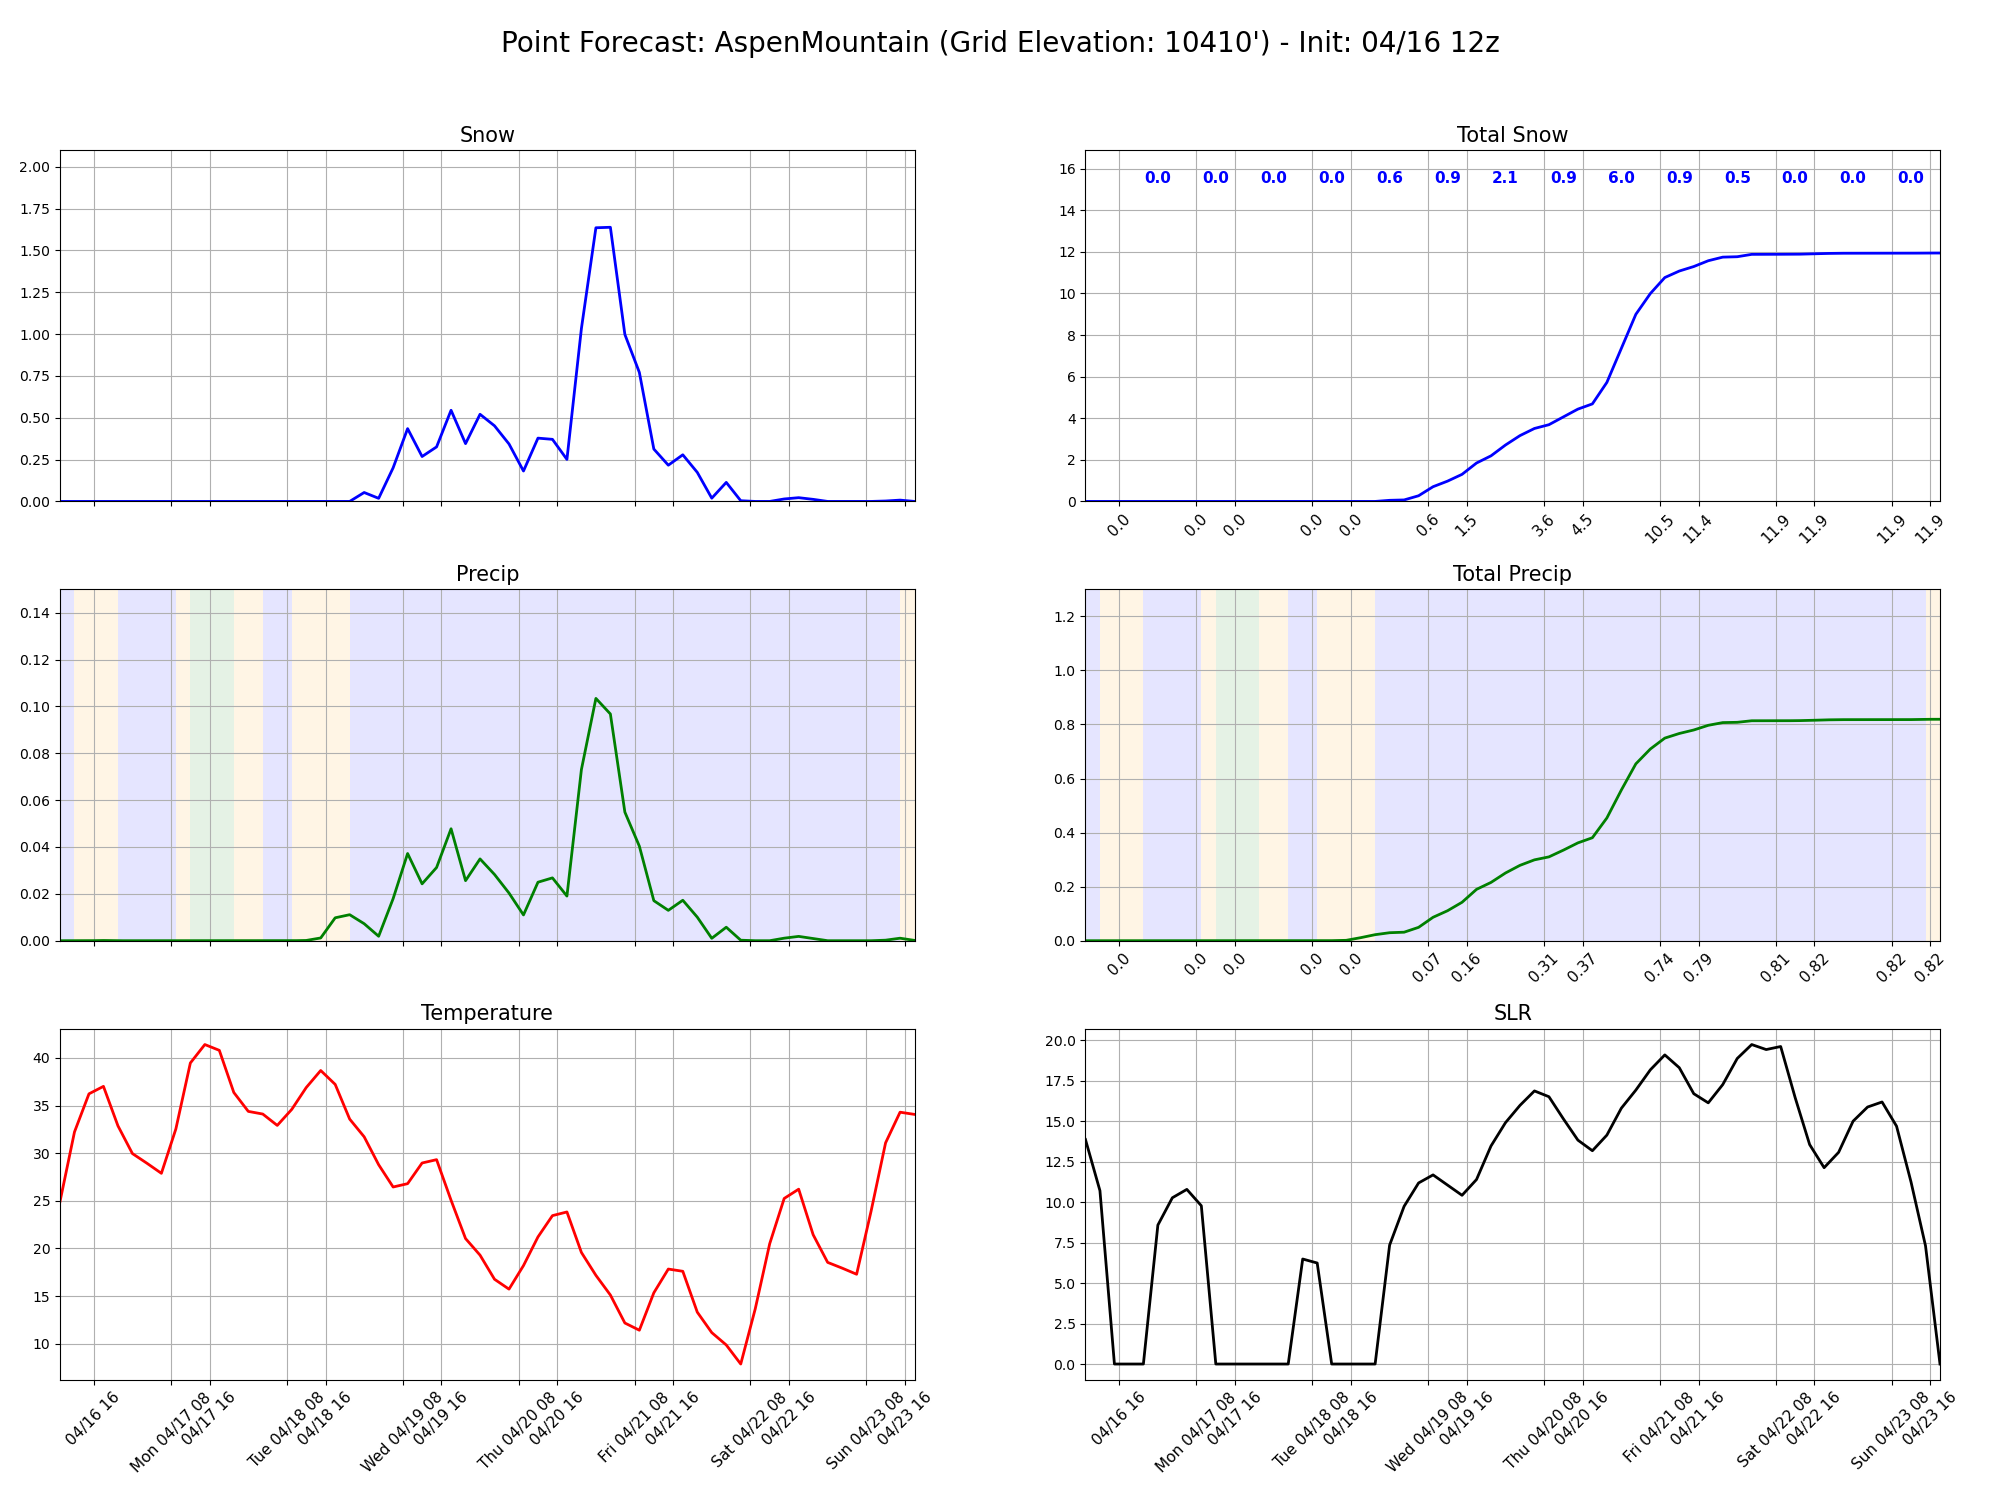 Point Forecast: AspenMountain (Grid Elevation: 10410') - Init: 04/16 12z
Snow
2.00
1.75
1.50
1.25
1.00
0.75
0.50
0.25
0.00
Total Snow
16
14
12
10
8
6
4
2
0
0.0 0.0 0.0 0.0 0.6 0.9 2.1 0.9 6.0 0.9 0.5 0.0 0.0 0.0
0.0 0.0 0.0 0.0 0.0 0.6 1.5 3.6 4.5 10.5 11.4 11.9 11.9 11.9 11.9
Precip
0.14
0.12
0.10
0.08
0.06
0.04
0.02
0.00
Total Precip
1.2
1.0
0.8
0.6
0.4
0.2
0.0
0.0 0.0 0.0 0.0 0.0 0.07 0.16 0.31 0.37 0.74 0.79 0.81 0.82 0.82 0.82
Temperature
40
35
30
25
20
15
10
04/16 16
Mon 04/17 08
04/17 16
Tue 04/18 08
04/18 16
Wed 04/19 08
04/19 16
Thu 04/20 08
04/20 16
Fri 04/21 08
04/21 16
Sat 04/22 08
04/22 16
Sun 04/23 08
04/23 16
SLR
20.0
17.5
15.0
12.5
10.0
7.5
5.0
2.5
0.0
04/16 16
Mon 04/17 08
04/17 16
Tue 04/18 08
04/18 16
Wed 04/19 08
04/19 16
Thu 04/20 08
04/20 16
Fri 04/21 08
04/21 16
Sat 04/22 08
04/22 16
Sun 04/23 08
04/23 16